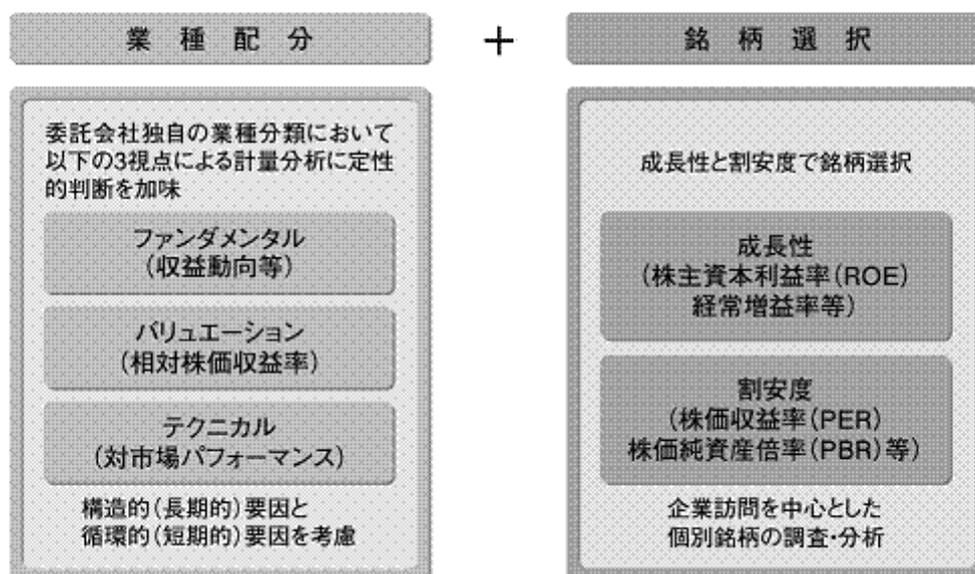 業種配分
+
銘柄選択
委託会社独自の業種分類において
以下の3視点による計量分析に定性
的判断を加味
ファンダメンタル
(収益動向等)
バリュエーション
(相対株価収益率)
テクニカル
(対市場パフォーマンス)
構造的(長期的)要因と
循環的(短期的)要因を考慮
成長性と割安度で銘柄選択
成長性
(株主資本利益率(ROE)
経常増益率等)
割安度
(株価収益率(PER)
株価純資産倍率(PBR)等)
企業訪問を中心とした
個別銘柄の調査・分析